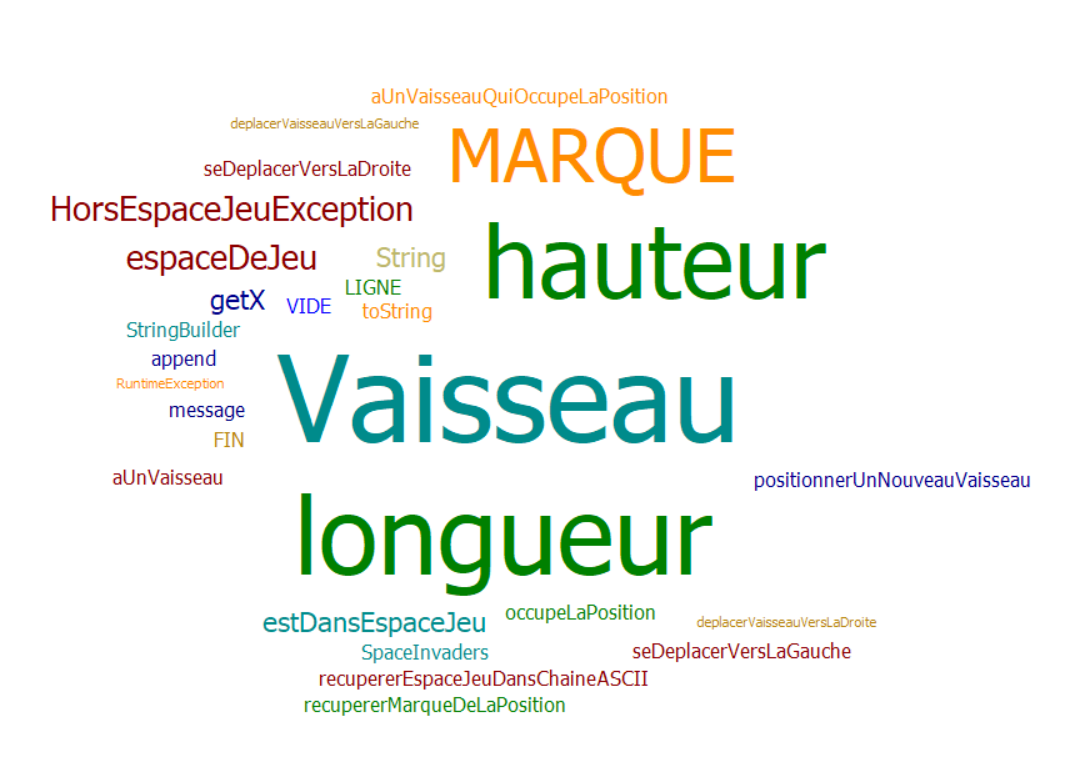 aUnVaisseauQuiOccupeLaPosition
deplacerVaisseauVersLaGauche
MARQUE
seDeplacerVersLaDroite
HorsEspaceJeuException
hauteur
espaceDeJeu
String
LIGNE
getX
VIDE
toString
StringBuilder
append
RuntimeException
Vaisseau
message
FIN
aUnVaisseau
positionnerUnNouveauVaisseau
longueur
occupeLaPosition
estDansEspaceJeu
deplacerVaisseauVersLaDroite
SpaceInvaders
seDeplacerVersLaGauche
recupererEspaceJeuDansChaineASCII
recupererMarqueDeLaPosition